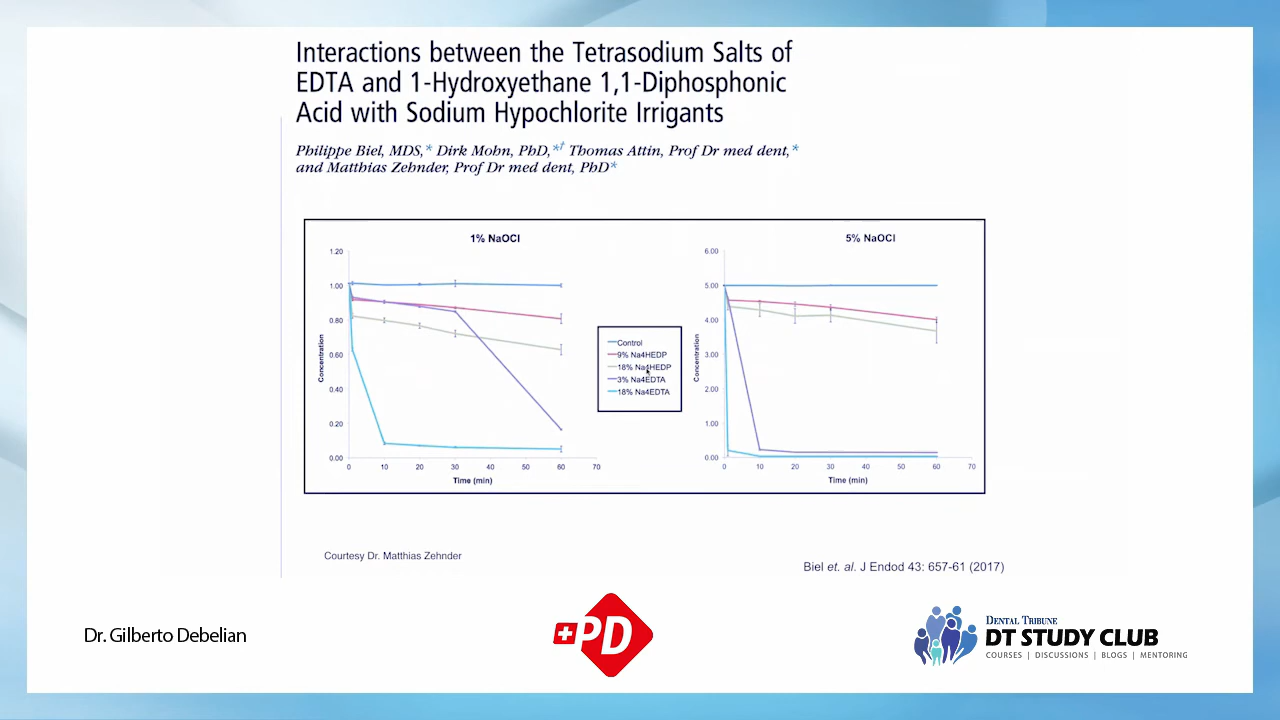 Interactions between the Tetrasodium Salts of
EDTA and 1-Hydroxyethane 1,1-Diphosphonic
Acid with Sodium Hypochlorite Irrigants
Philippe Biel, MDS,* Dirk Mohn, PhD,*† Thomas Attin, Prof Dr med dent,*
and Matthias Zehnder, Prof Dr med dent, PhD*
1% NaOCl
1.20
1.00
0.80
0.60
0.40
0.20
0.00
Concentration
0 10 20 30 40 50 60 70
Time (min)
Control
9% Na4HEDP
18% Na4HEDP
3% Na4EDTA
18% Na4EDTA
5% NaOCl
6.00
5.00
4.00
3.00
2.00
1.00
0.00
Concentration
0 10 20 30 40 50 60 70
Time (min)
Courtesy Dr. Matthias Zehnder
Biel et. al. J Endod 43: 657-61 (2017)
Dr. Gilberto Debelian
PD
DENTAL TRIBUNE
DT STUDY CLUB
COURSES | DISCUSSIONS | BLOGS | MENTORING